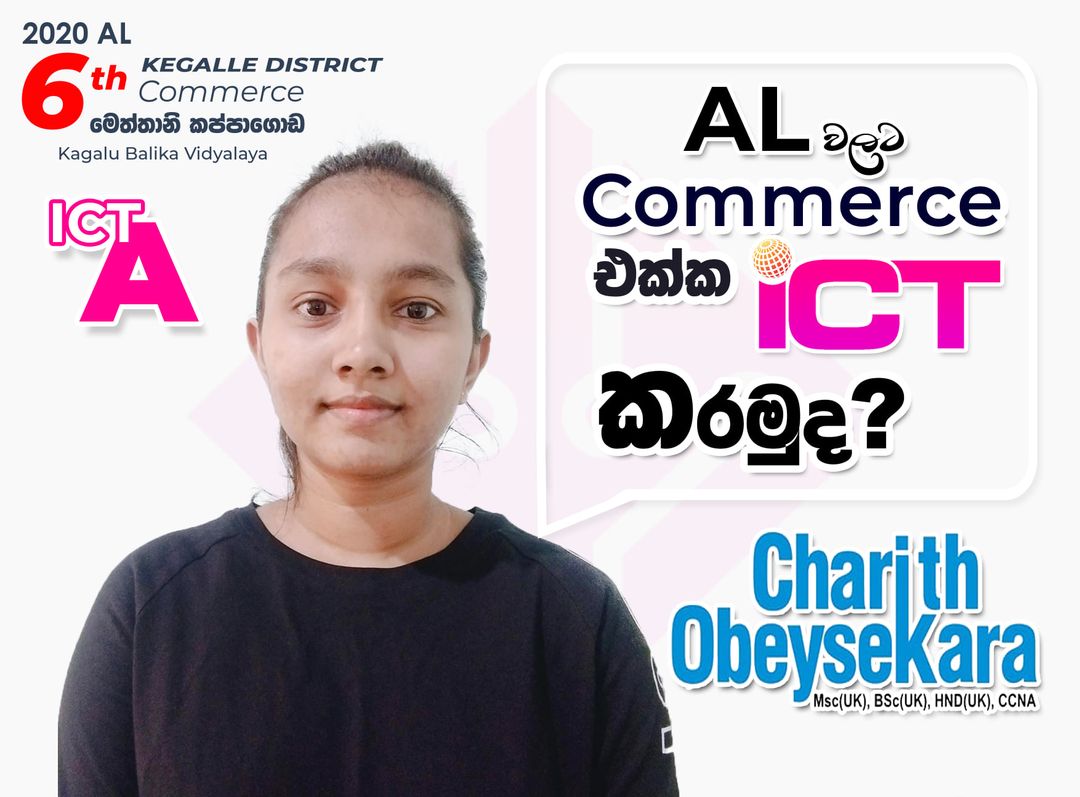 2020 AL
6th KEGALLE DISTRICT
Commerce
මෙත්තානි කප්පාගොඩ
Kagalu Balika Vidyalaya
ICT
A
AL වලට
Commerce
එක්ක ICT
කරමුද?
Charith
Obeysekara
Msc(UK), BSc(UK), HND(UK), CCNA